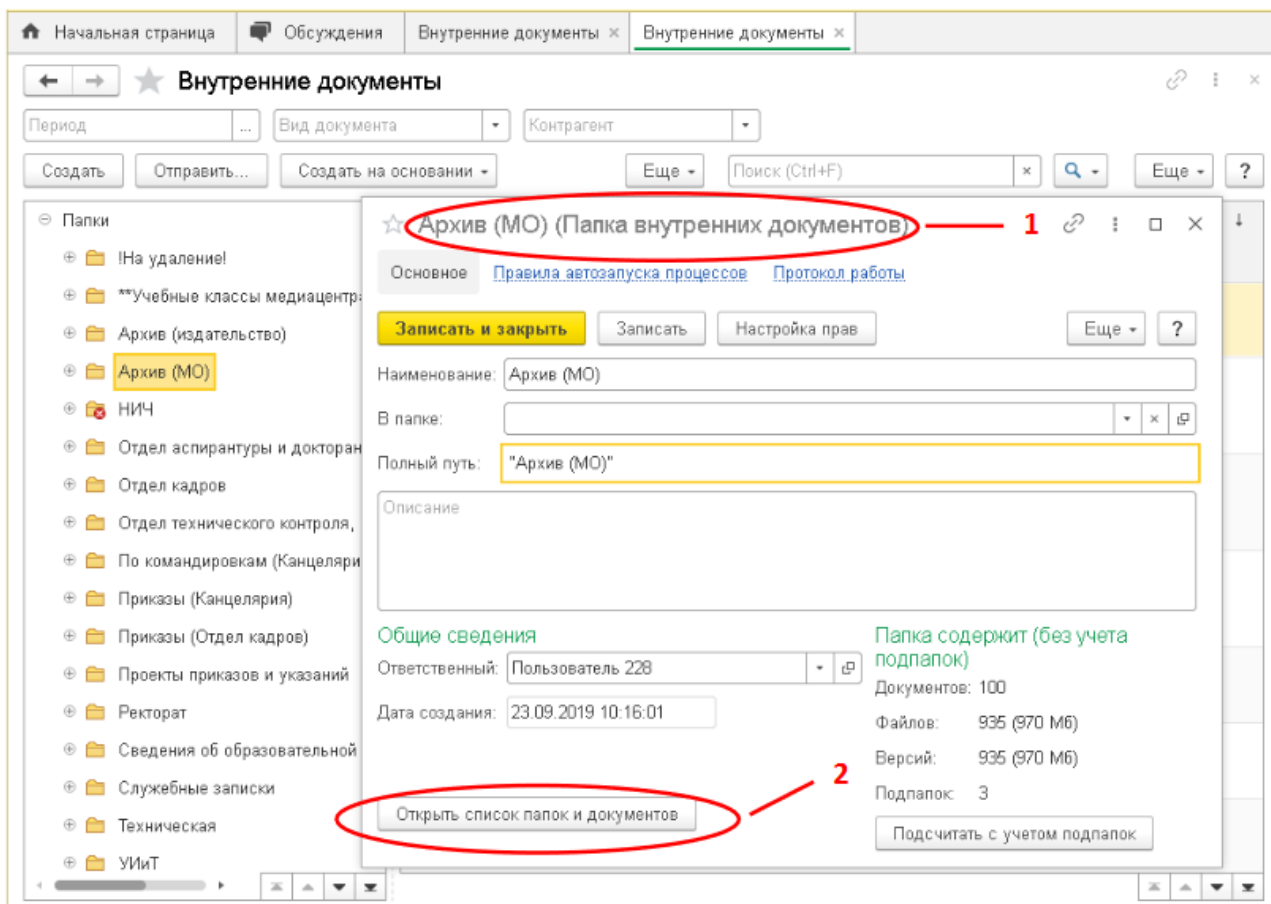 Начальная страница Обсуждения Внутренние документы × Внутренние документы ×
Внутренние документы
Период ... Вид документа Контрагент
Создать Отправить... Создать на основании Еще Поиск (Ctrl+F) × Еще ?
Папки
!На удаление!
**Учебные классы медиацентр
Архив (издательство)
Архив (МО)
НИЧ
Отдел аспирантуры и докторан
Отдел кадров
Отдел технического контроля,
По командировкам (Канцеляри
Приказы (Канцелярия)
Приказы (Отдел кадров)
Проекты приказов и указаний
Ректорат
Сведения об образовательной
Служебные записки
Техническая
УИиТ
Архив (МО) (Папка внутренних документов) 1
Основное Правила автозапуска процессов Протокол работы
Записать и закрыть Записать Настройка прав Еще ?
Наименование: Архив (МО)
В папке:
Полный путь: "Архив (МО)"
Описание
Общие сведения
Ответственный: Пользователь 228
Дата создания: 23.09.2019 10:16:01
Папка содержит (без учета
подпапок)
Документов: 100
Файлов: 935 (970 Мб)
Версий: 935 (970 Мб)
Подпапок: 3
2
Открыть список папок и документов
Подсчитать с учетом подпапок